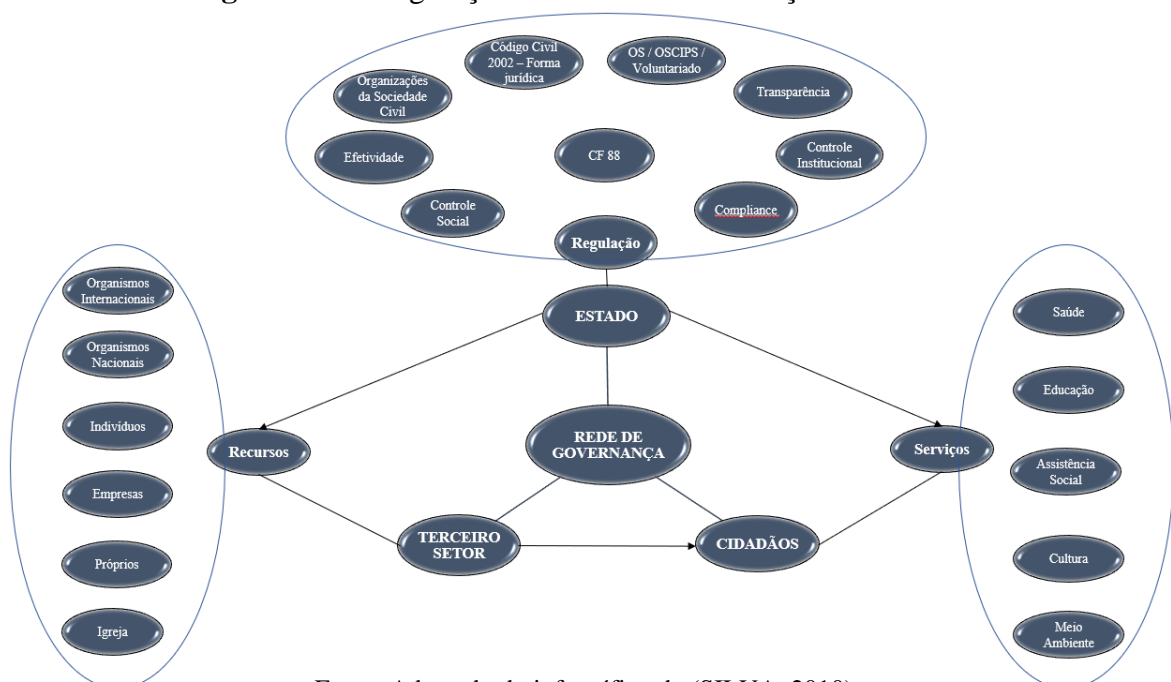 Código Civil
2002 – Forma
jurídica
OS / OSCIPS /
Voluntariado
Organizações
da Sociedade
Civil
Transparência
Efetividade
CF 88
Controle
Institucional
Controle
Social
Compliance
Regulação
ESTADO
Organismos
Internacionais
Organismos
Nacionais
Indivíduos
Empresas
Próprios
Igreja
Recursos
REDE DE
GOVERNANÇA
Serviços
TERCEIRO
SETOR
CIDADÃOS
Saúde
Educação
Assistência
Social
Cultura
Meio
Ambiente